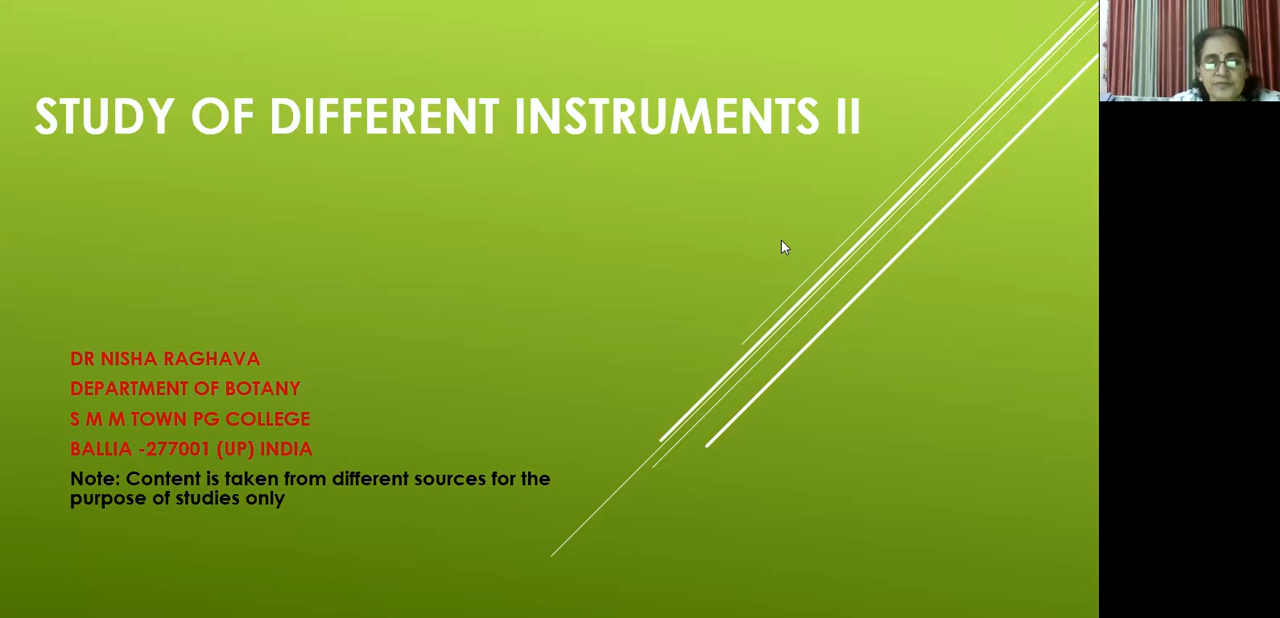 STUDY OF DIFFERENT INSTRUMENTS II
DR NISHA RAGHAVA
DEPARTMENT OF BOTANY
S M M TOWN PG COLLEGE
BALLIA -277001 (UP) INDIA
Note: Content is taken from different sources for the
purpose of studies only